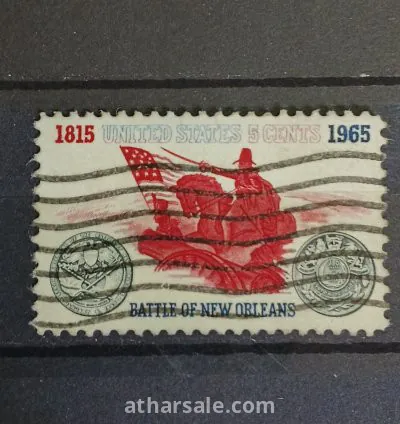 1815 UNITED STATES 5 CENTS 1965
BATTLE OF NEW ORLEANS
atharsale.com